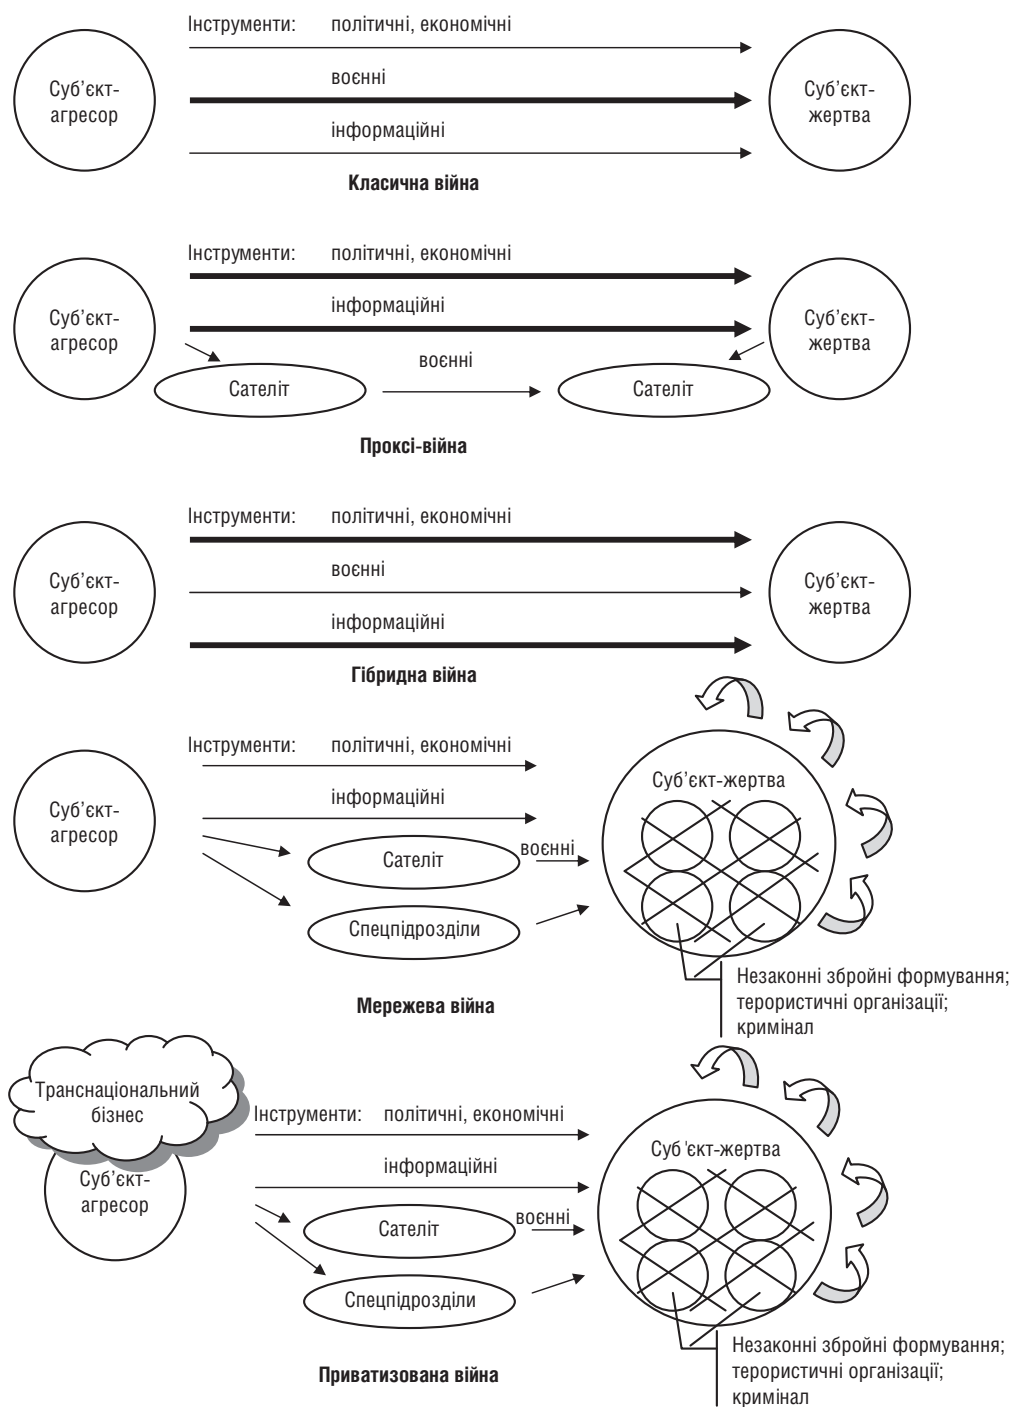 Інструменти: політичні, економічні
Суб’єкт-
агресор
воєнні
Суб’єкт-
жертва
інформаційні
Класична війна
Інструменти: політичні, економічні
Суб’єкт-
агресор
інформаційні
Суб’єкт-
жертва
воєнні
Сателіт
Сателіт
Проксі-війна
Інструменти: політичні, економічні
Суб’єкт-
агресор
воєнні
Суб’єкт-
жертва
інформаційні
Гібридна війна
Інструменти: політичні, економічні
Суб’єкт-
агресор
інформаційні
Суб’єкт-жертва
Сателіт
воєнні
Спецпідрозділи
Незаконні збройні формування;
терористичні організації;
кримінал
Мережева війна
Транснаціональний
бізнес
Суб’єкт-
агресор
Інструменти: політичні, економічні
інформаційні
Суб'єкт-жертва
Сателіт
воєнні
Спецпідрозділи
Незаконні збройні формування;
терористичні організації;
кримінал
Приватизована війна